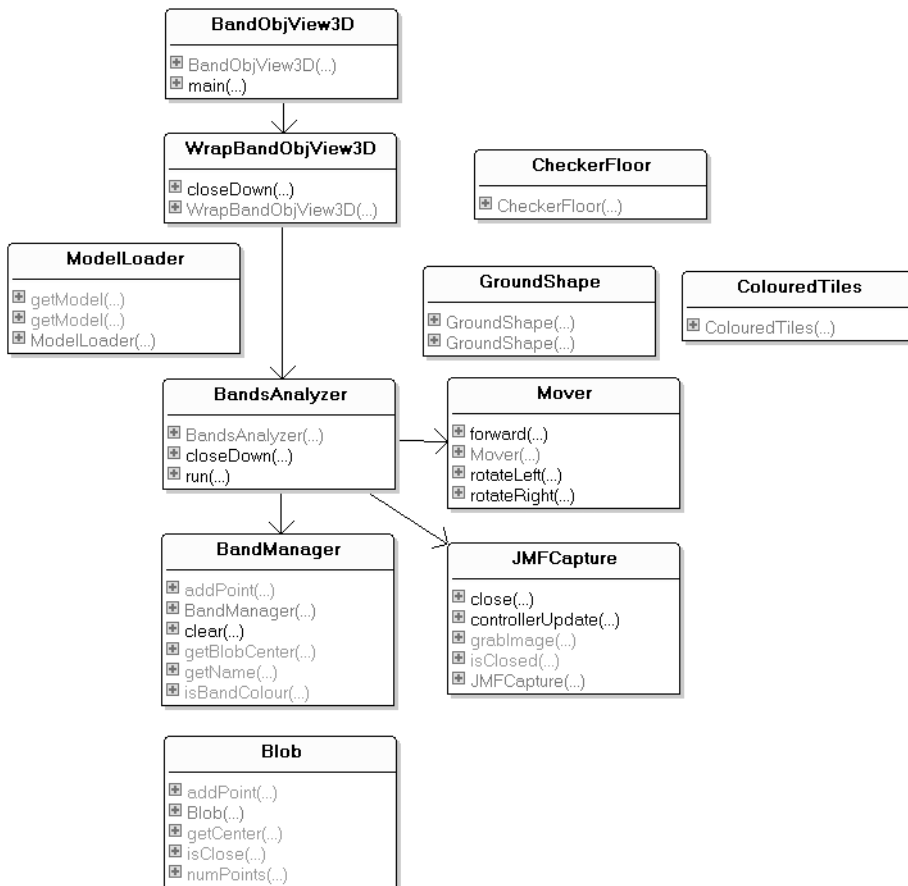 BandObjView3D
BandObjView3D(...)
main(...)
WrapBandObjView3D
closeDown(...)
WrapBandObjView3D(...)
CheckerFloor
CheckerFloor(...)
ModelLoader
getModel(...)
getModel(...)
ModelLoader(...)
GroundShape
GroundShape(...)
GroundShape(...)
ColouredTiles
ColouredTiles(...)
BandsAnalyzer
BandsAnalyzer(...)
closeDown(...)
run(...)
Mover
forward(...)
Mover(...)
rotateLeft(...)
rotateRight(...)
BandManager
addPoint(...)
BandManager(...)
clear(...)
getBlobCenter(...)
getName(...)
isBandColour(...)
JMFCapture
close(...)
controllerUpdate(...)
grabImage(...)
isClosed(...)
JMFCapture(...)
Blob
addPoint(...)
Blob(...)
getCenter(...)
isClose(...)
numPoints(...)